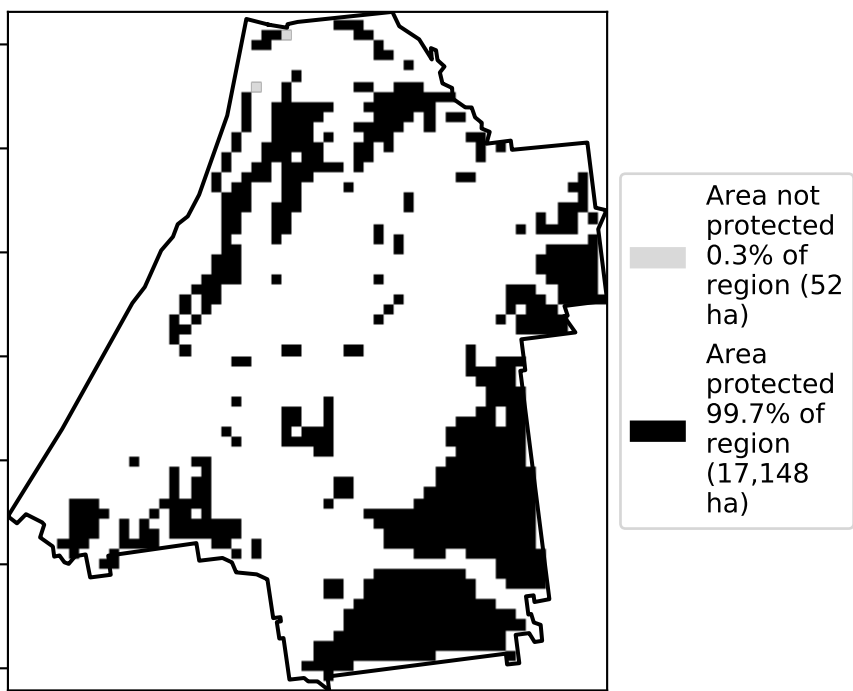 Area not
protected
0.3% of
region (52
ha)
Area
protected
99.7% of
region
(17,148
ha)